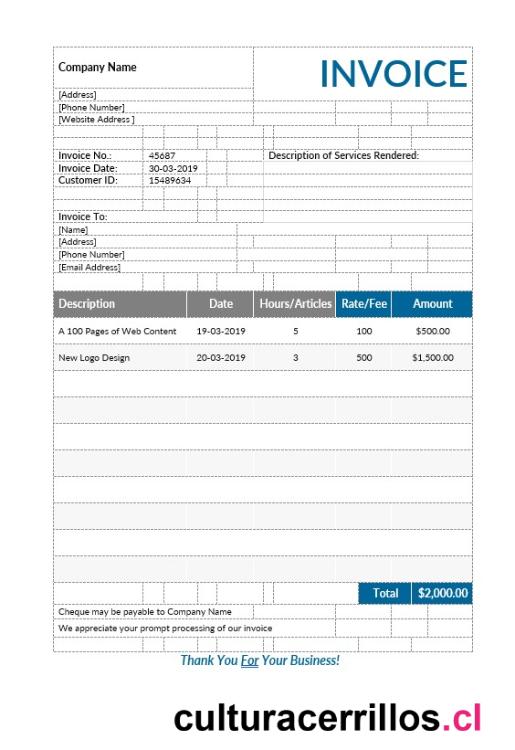 Company Name
INVOICE
[Address]
[Phone Number]
[Website Address ]
Invoice No.: 45687
Description of Services Rendered:
Invoice Date: 30-03-2019
Customer ID: 15489634
Invoice To:
[Name]
[Address]
[Phone Number]
[Email Address]
Description Date Hours/Articles Rate/Fee Amount
A 100 Pages of Web Content 19-03-2019 5 100 $500.00
New Logo Design 20-03-2019 3 500 $1,500.00
Total $2,000.00
Cheque may be payable to Company Name
We appreciate your prompt processing of our invoice
Thank You For Your Business!
culturacerrillos.cl